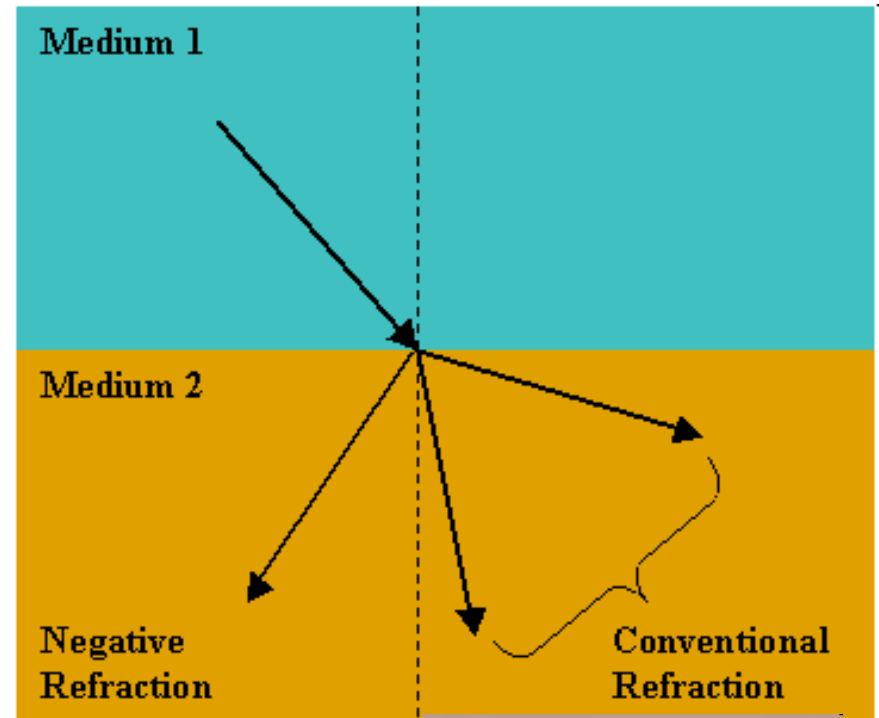 Medium 1
Medium 2
Negative
Refraction
Conventional
Refraction